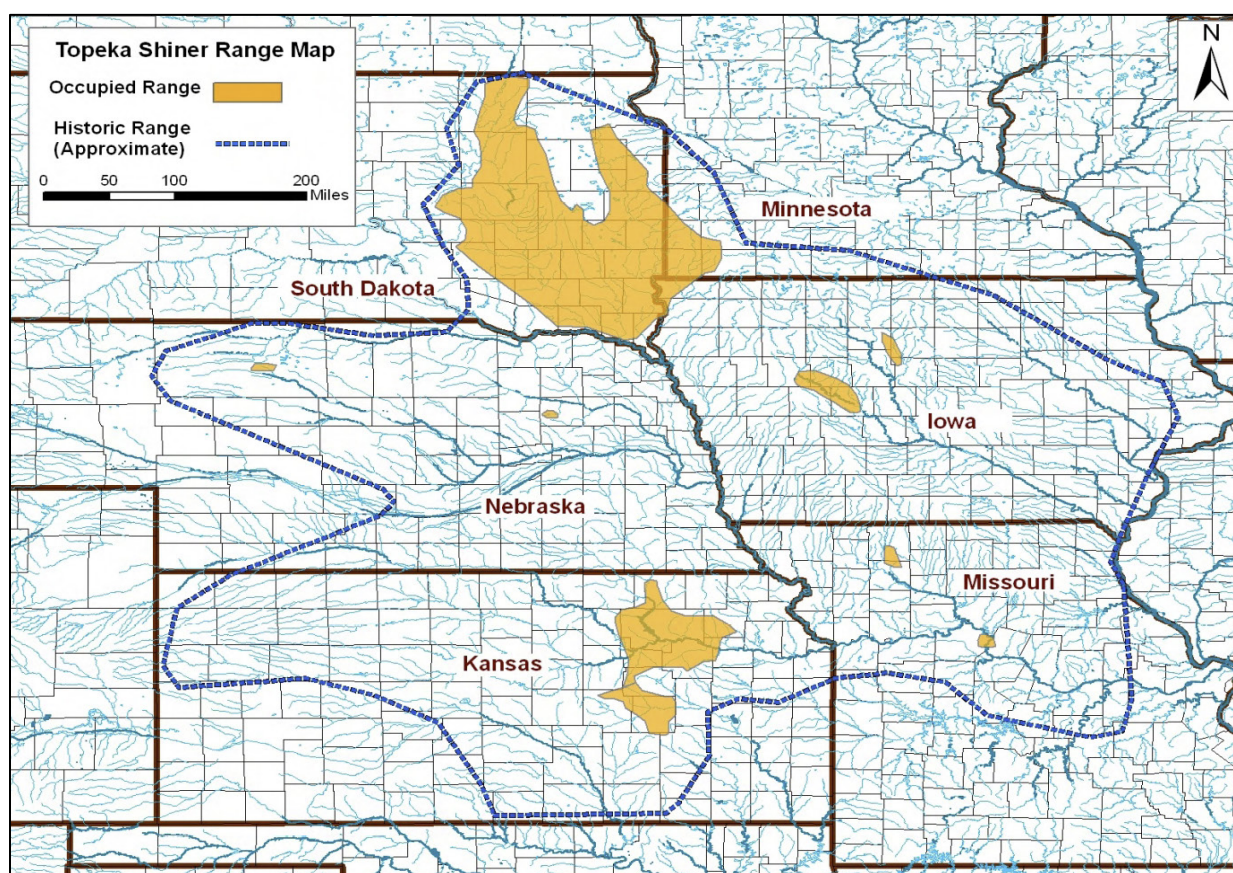 Topeka Shiner Range Map
Occupied Range
Historic Range
(Approximate)
0 50 100 200
Miles
N
Minnesota
South Dakota
Iowa
Nebraska
Missouri
Kansas